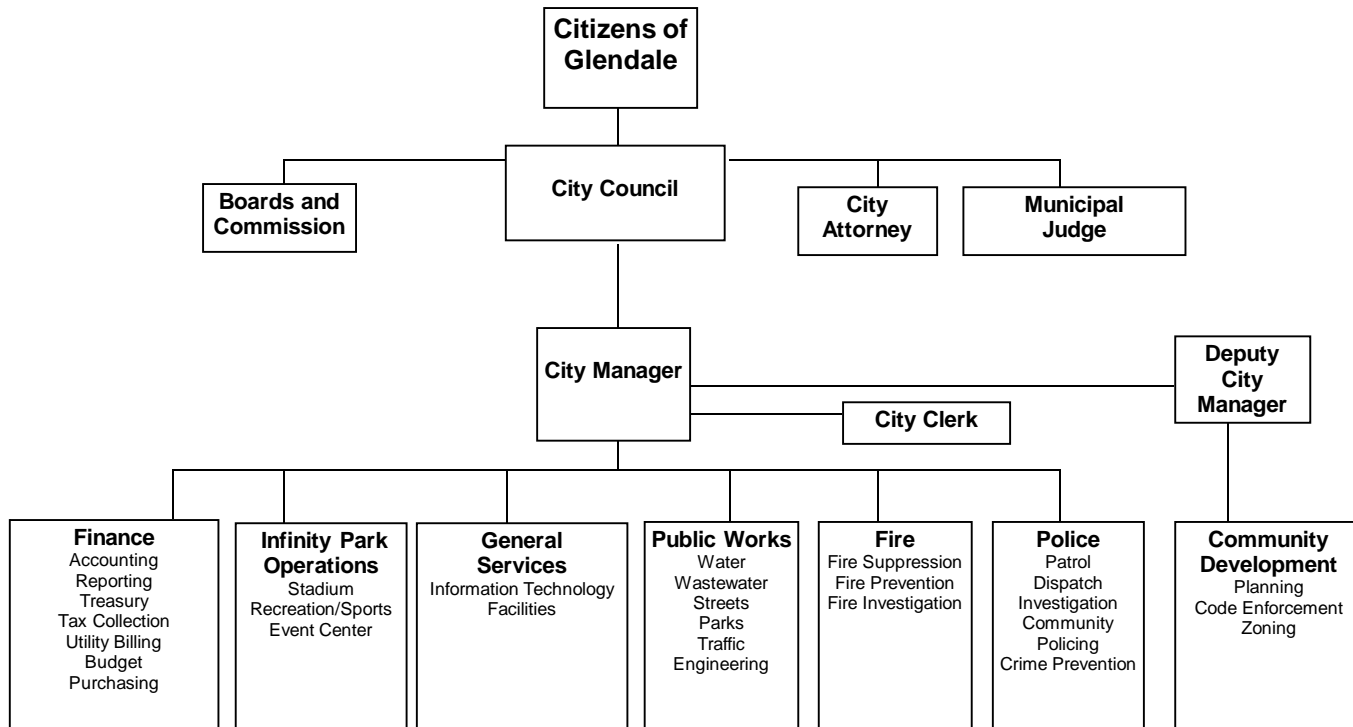 Citizens of
Glendale
City Council
Boards and
Commission
City
Attorney
Municipal
Judge
City Manager
Deputy
City
Manager
City Clerk
Finance
Accounting
Reporting
Treasury
Tax Collection
Utility Billing
Budget
Purchasing
Infinity Park
Operations
Stadium
Recreation/Sports
Event Center
General
Services
Information Technology
Facilities
Public Works
Water
Wastewater
Streets
Parks
Traffic
Engineering
Fire
Fire Suppression
Fire Prevention
Fire Investigation
Police
Patrol
Dispatch
Investigation
Community
Policing
Crime Prevention
Community
Development
Planning
Code Enforcement
Zoning